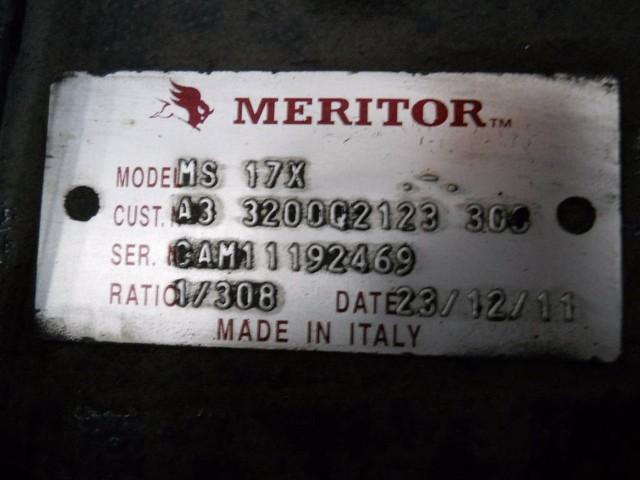 MERITOR™
MODEL MS 17X
CUST. A3 3200Q2123 300
SER. N CAM11192469
RATIO 1/308 DATE 23/12/11
MADE IN ITALY